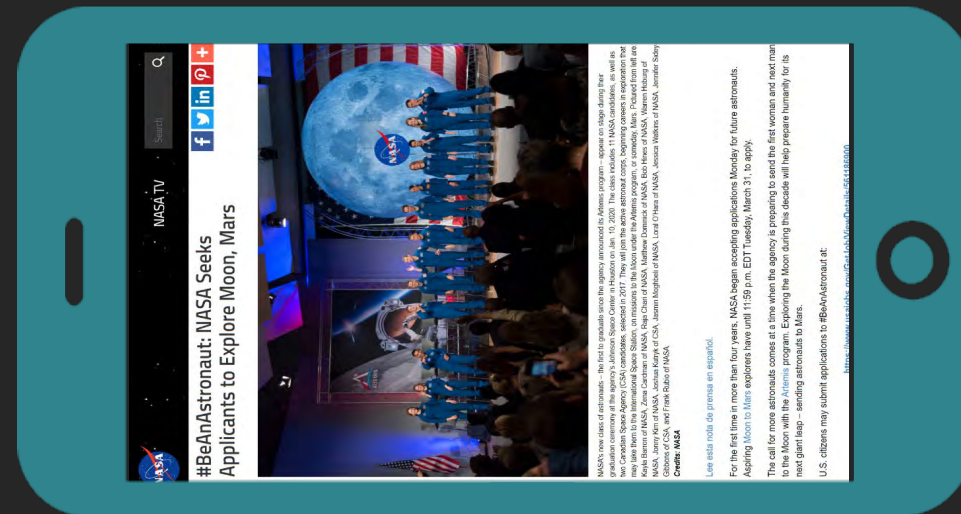 NASA
NASA TV
Search
#BeAnAstronaut: NASA Seeks
Applicants to Explore Moon, Mars
NASA
NASA's new class of astronauts – the first to graduate since the agency announced its Artemis program – appear on stage during their
graduation ceremony at the agency's Johnson Space Center in Houston on Jan. 10, 2020. The class includes 11 NASA candidates, as well as
two Canadian Space Agency (CSA) candidates, selected in 2017. They will join the active astronaut corps, beginning careers in exploration that
may take them to the International Space Station, on missions to the Moon under the Artemis program, or someday, Mars. Pictured from left are:
Kayla Barron of NASA, Zena Cardman of NASA, Raja Chari of NASA, Matthew Dominick of NASA, Bob Hines of NASA, Warren Hoburg of
NASA, Jonny Kim of NASA, Joshua Kutryk of CSA, Jasmin Moghbeli of NASA, Loral O'Hara of NASA, Jessica Watkins of NASA, Jennifer Sidey
Gibbons of CSA, and Frank Rubio of NASA.
Credits: NASA
Lee esta nota de prensa en español.
For the first time in more than four years, NASA began accepting applications Monday for future astronauts.
Aspiring Moon to Mars explorers have until 11:59 p.m. EDT Tuesday, March 31, to apply.
The call for more astronauts comes at a time when the agency is preparing to send the first woman and next man
to the Moon with the Artemis program. Exploring the Moon during this decade will help prepare humanity for its
next giant leap – sending astronauts to Mars.
U.S. citizens may submit applications to #BeAnAstronaut at:
https://www.usajobs.gov/GetJob/ViewDetails/561186900